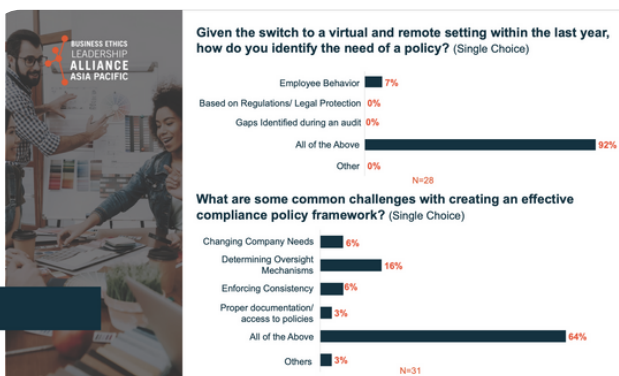 BUSINESS ETHICS
LEADERSHIP
ALLIANCE
ASIA PACIFIC
Given the switch to a virtual and remote setting within the last year,
how do you identify the need of a policy? (Single Choice)
Employee Behavior 7%
Based on Regulations/ Legal Protection 0%
Gaps Identified during an audit 0%
All of the Above 92%
Other 0%
N=28
What are some common challenges with creating an effective
compliance policy framework? (Single Choice)
Changing Company Needs 6%
Determining Oversight
Mechanisms 16%
Enforcing Consistency 6%
Proper documentation/
access to policies 3%
All of the Above 64%
Others 3%
N=31